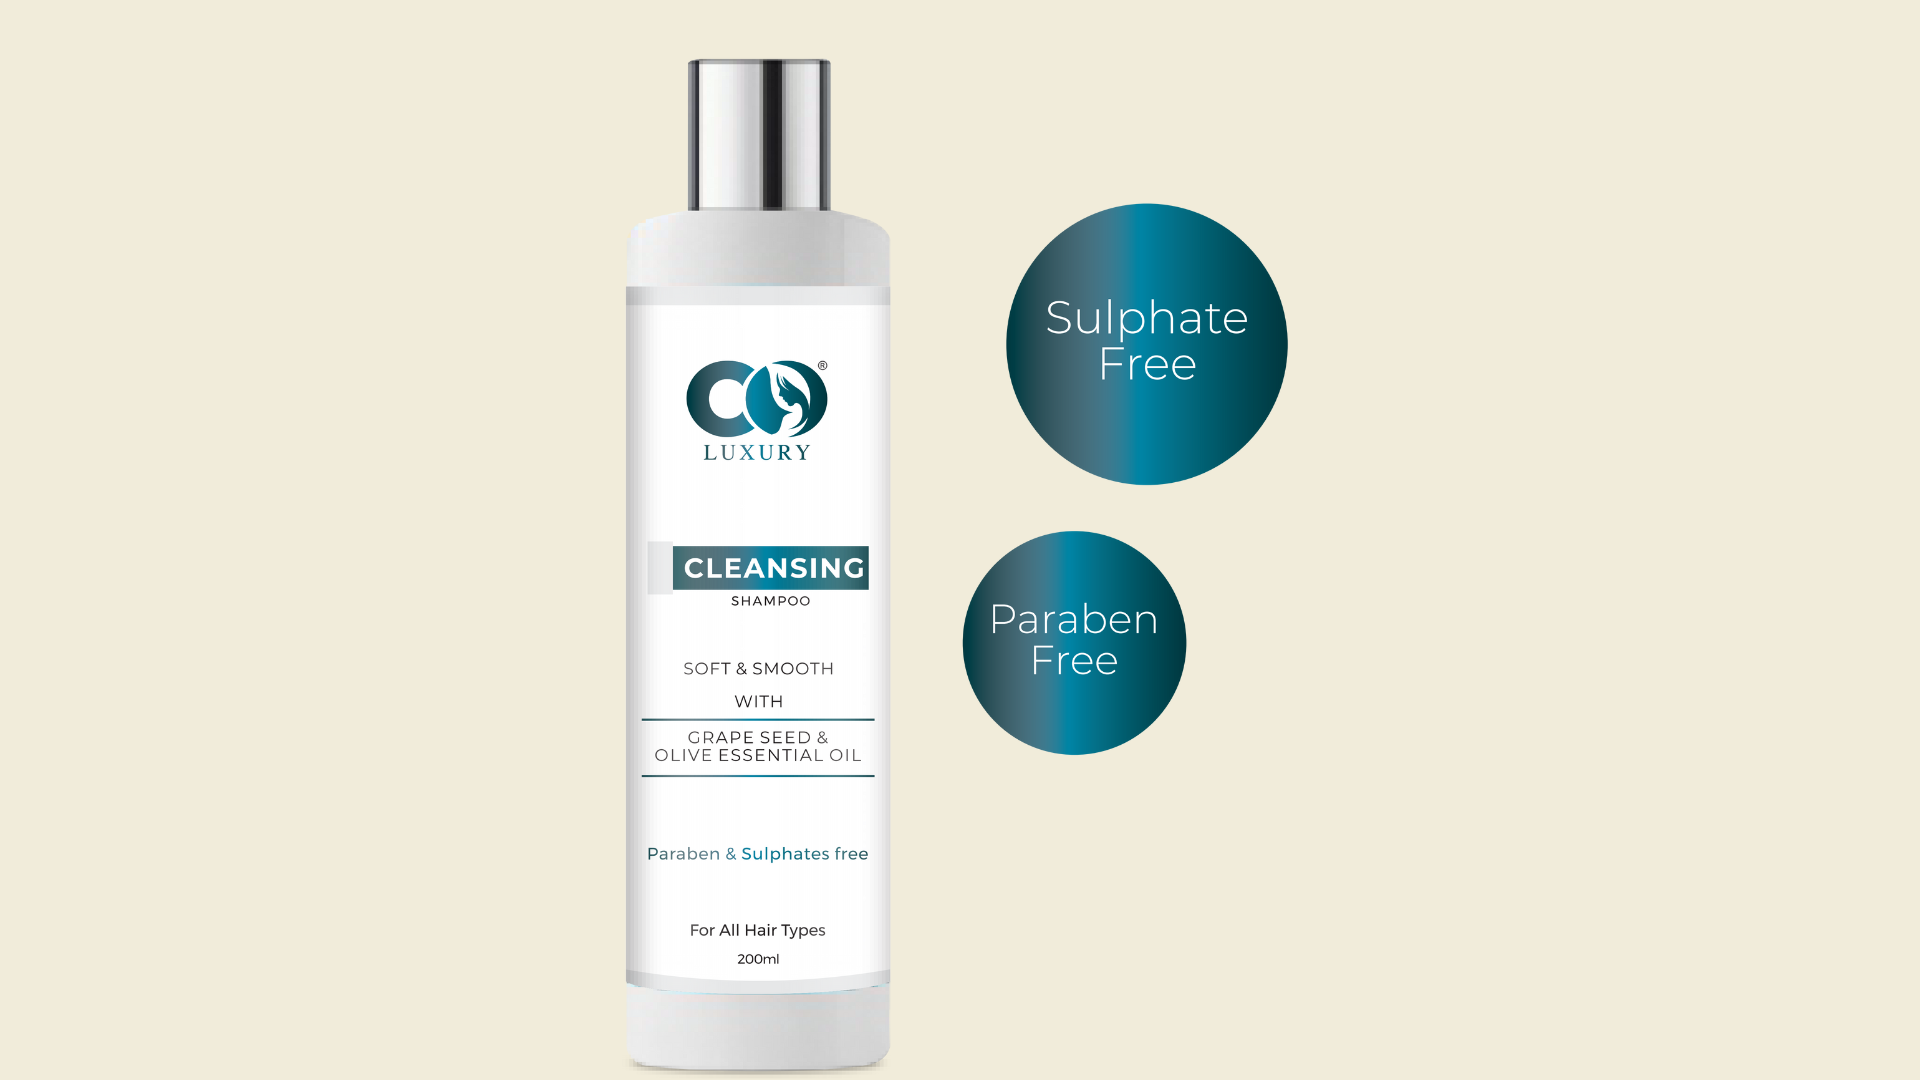 CO®
LUXURY
CLEANSING
SHAMPOO
SOFT & SMOOTH
WITH
GRAPE SEED &
OLIVE ESSENTIAL OIL
Paraben & Sulphates free
For All Hair Types
200ml
Sulphate
Free
Paraben
Free